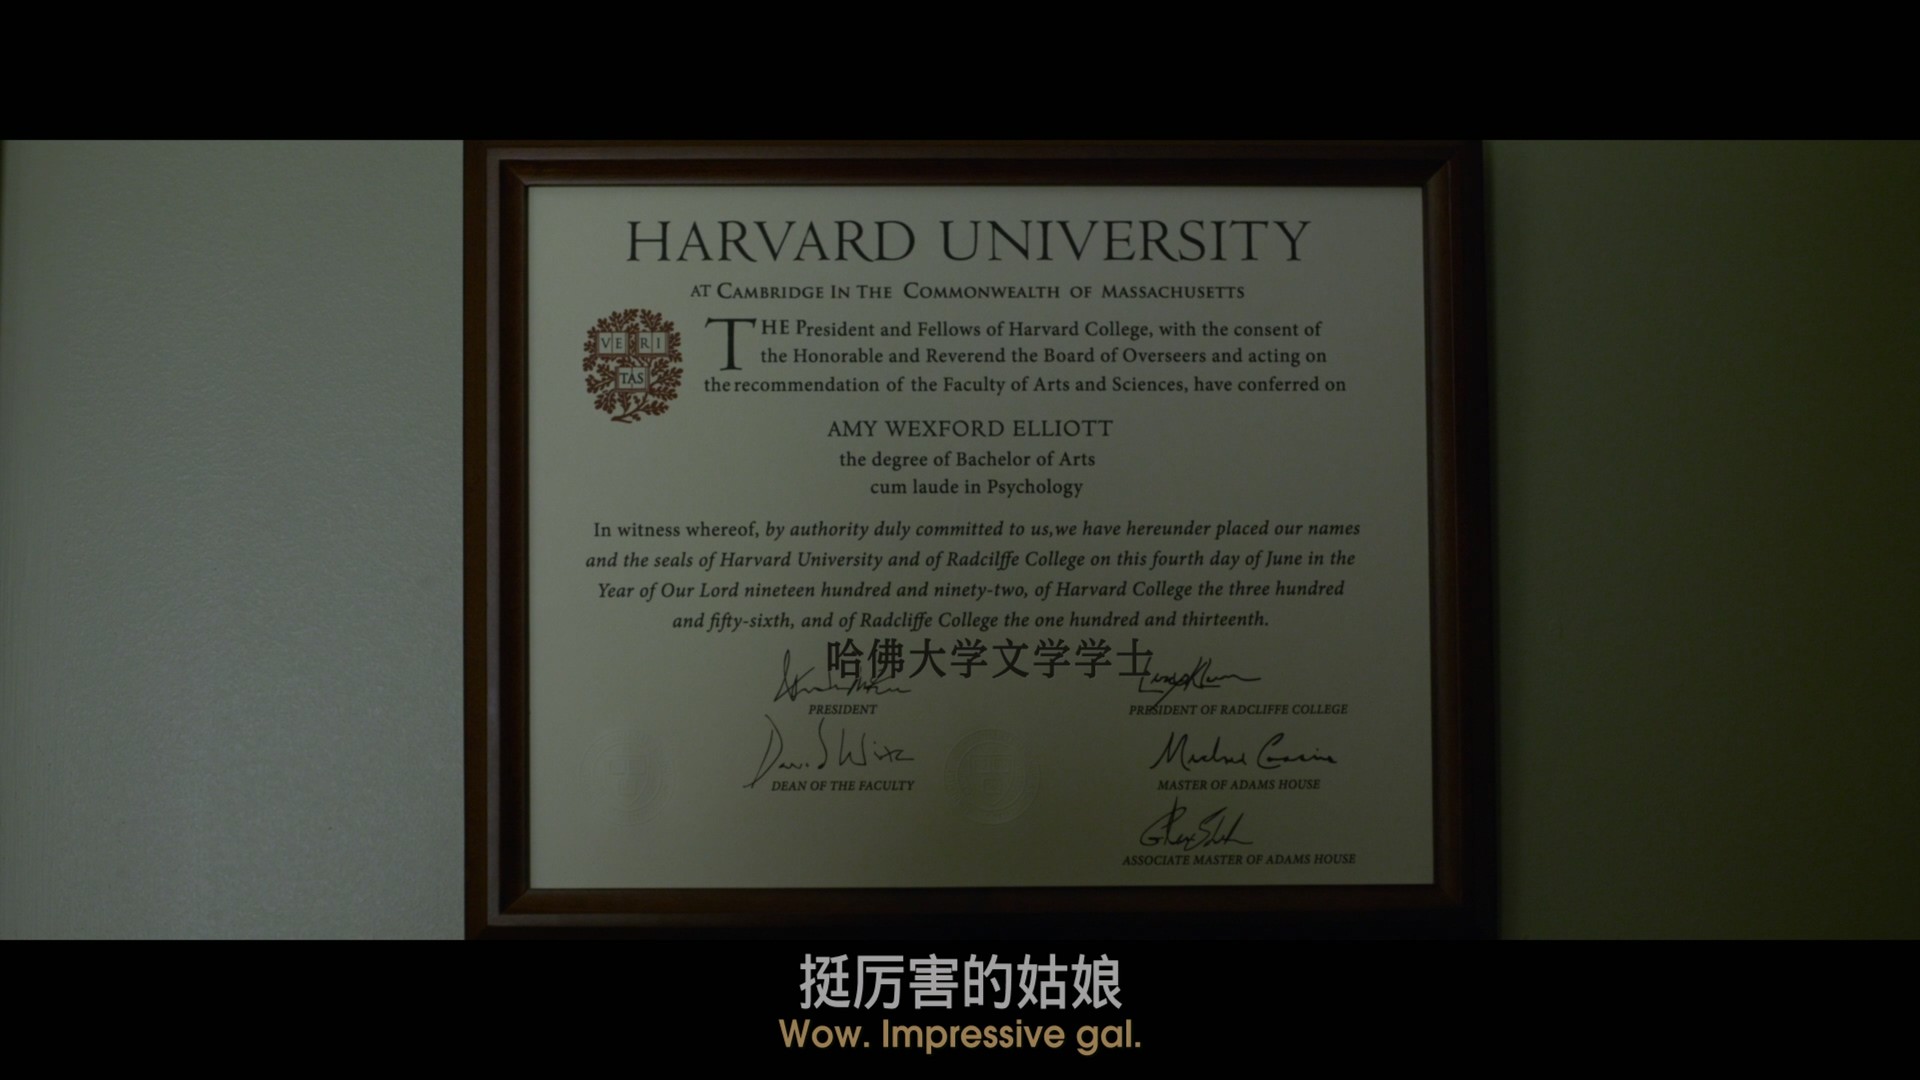 HARVARD UNIVERSITY
AT CAMBRIDGE IN THE COMMONWEALTH OF MASSACHUSETTS
VE RI
TAS
THE President and Fellows of Harvard College, with the consent of
the Honorable and Reverend the Board of Overseers and acting on
the recommendation of the Faculty of Arts and Sciences, have conferred on
AMY WEXFORD ELLIOTT
the degree of Bachelor of Arts
cum laude in Psychology
In witness whereof, by authority duly committed to us,we have hereunder placed our names
and the seals of Harvard University and of Radcilffe College on this fourth day of June in the
Year of Our Lord nineteen hundred and ninety-two, of Harvard College the three hundred
and fifty-sixth, and of Radcliffe College the one hundred and thirteenth.
哈佛大学文学学士
PRESIDENT
PRESIDENT OF RADCLIFFE COLLEGE
DEAN OF THE FACULTY
MASTER OF ADAMS HOUSE
ASSOCIATE MASTER OF ADAMS HOUSE
挺厉害的姑娘
Wow. Impressive gal.